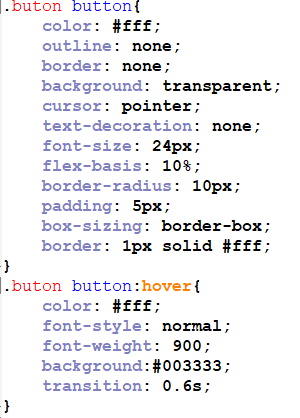 .buton button{
color: #fff;
outline: none;
border: none;
background: transparent;
cursor: pointer;
text-decoration: none;
font-size: 24px;
flex-basis: 10%;
border-radius: 10px;
padding: 5px;
box-sizing: border-box;
border: 1px solid #fff;
}
.buton button:hover{
color: #fff;
font-style: normal;
font-weight: 900;
background:#003333;
transition: 0.6s;
}